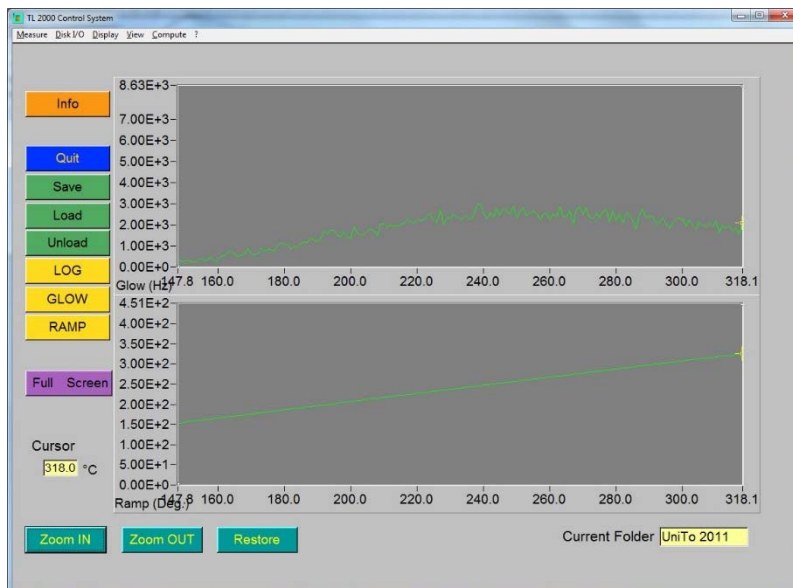 TL 2000 Control System
Measure Disk I/O Display View Compute ?
Info
Quit
Save
Load
Unload
LOG
GLOW
RAMP
Full Screen
Cursor
318.0 °C
8.63E+3
7.00E+3
6.00E+3
5.00E+3
4.00E+3
3.00E+3
2.00E+3
1.00E+3
0.00E+0
Glow (Hz)
147.8 160.0 180.0 200.0 220.0 240.0 260.0 280.0 300.0 318.1
4.51E+2
4.00E+2
3.50E+2
3.00E+2
2.50E+2
2.00E+2
1.50E+2
1.00E+2
5.00E+1
0.00E+0
Ramp (Deg.)
147.8 160.0 180.0 200.0 220.0 240.0 260.0 280.0 300.0 318.1
Zoom IN Zoom OUT Restore
Current Folder UniTo 2011